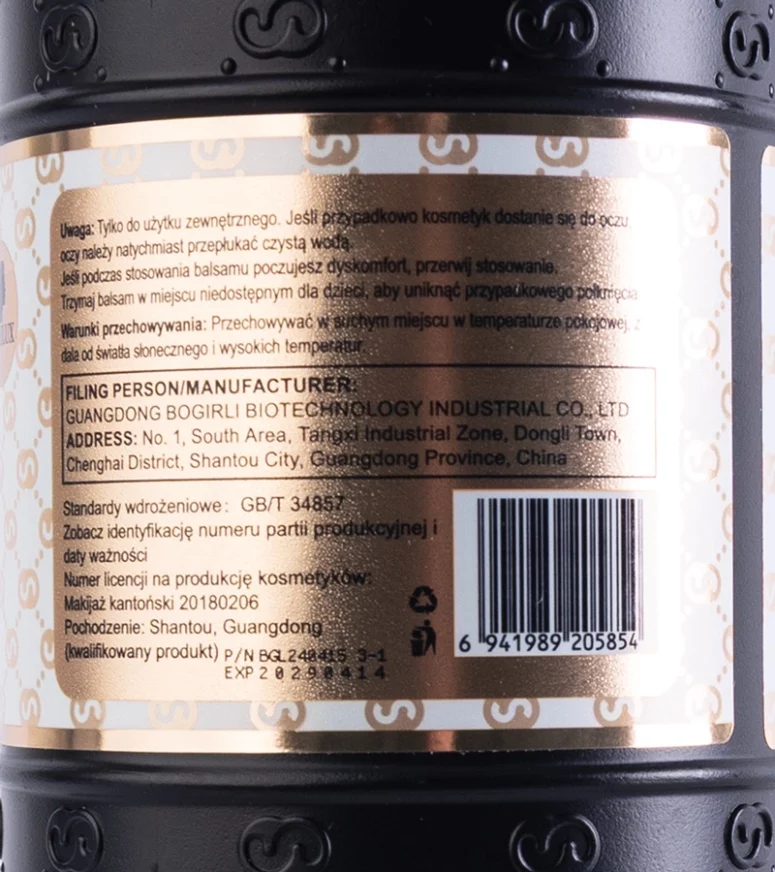 Uwaga: Tylko do użytku zewnętrznego. Jeśli przypadkowo kosmetyk dostanie się do oczu,
oczy należy natychmiast przepłukać czystą wodą.
Jeśli podczas stosowania balsamu poczujesz dyskomfort, przerwij stosowanie.
Trzymaj balsam w miejscu niedostępnym dla dzieci, aby uniknąć przypadkowego połknięcia
Warunki przechowywania: Przechowywać w suchym miejscu w temperaturze pokojowej, z
dala od światła słonecznego i wysokich temperatur.
FILING PERSON/MANUFACTURER:
GUANGDONG BOGIRLI BIOTECHNOLOGY INDUSTRIAL CO., LTD
ADDRESS: No. 1, South Area, Tangxi Industrial Zone, Dongli Town,
Chenghai District, Shantou City, Guangdong Province, China
Standardy wdrożeniowe: GB/T 34857
Zobacz identyfikację numeru partii produkcyjnej i
daty ważności
Numer licencji na produkcję kosmetyków:
Makijaż kantoński 20180206
Pochodzenie: Shantou, Guangdong
(kwalifikowany produkt) P/N BGL240415 3-1
EXP20290414
6 941989 205854